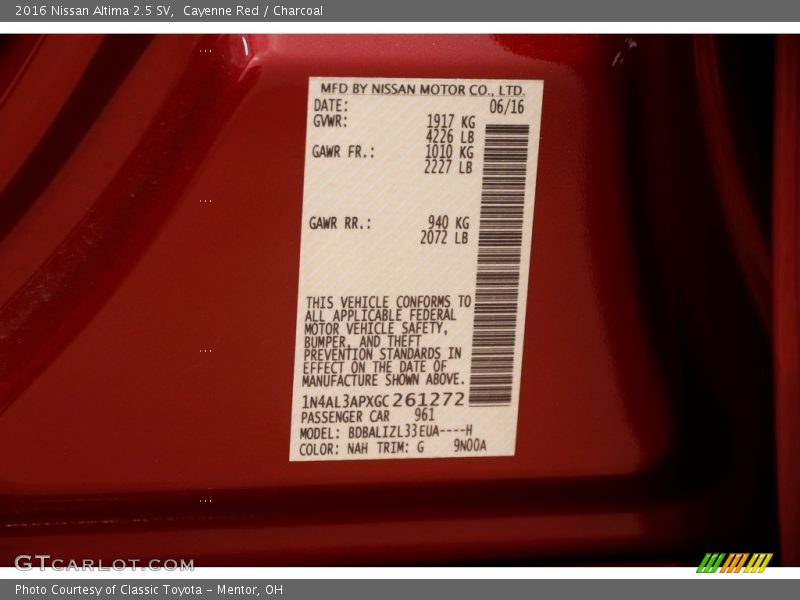 2016 Nissan Altima 2.5 SV,  Cayenne Red / Charcoal
MFD BY NISSAN MOTOR CO., LTD.
DATE: 06/16
GVWR: 1917 KG
4226 LB
GAWR FR.: 1010 KG
2227 LB
GAWR RR.: 940 KG
2072 LB
THIS VEHICLE CONFORMS TO
ALL APPLICABLE FEDERAL
MOTOR VEHICLE SAFETY,
BUMPER, AND THEFT
PREVENTION STANDARDS IN
EFFECT ON THE DATE OF
MANUFACTURE SHOWN ABOVE.
1N4AL3APXGC261272
PASSENGER CAR 961
MODEL: BDBALIZL33EUA----H
COLOR: NAH TRIM: G 9N00A
GTCARLOT.COM
Photo Courtesy of Classic Toyota - Mentor, OH